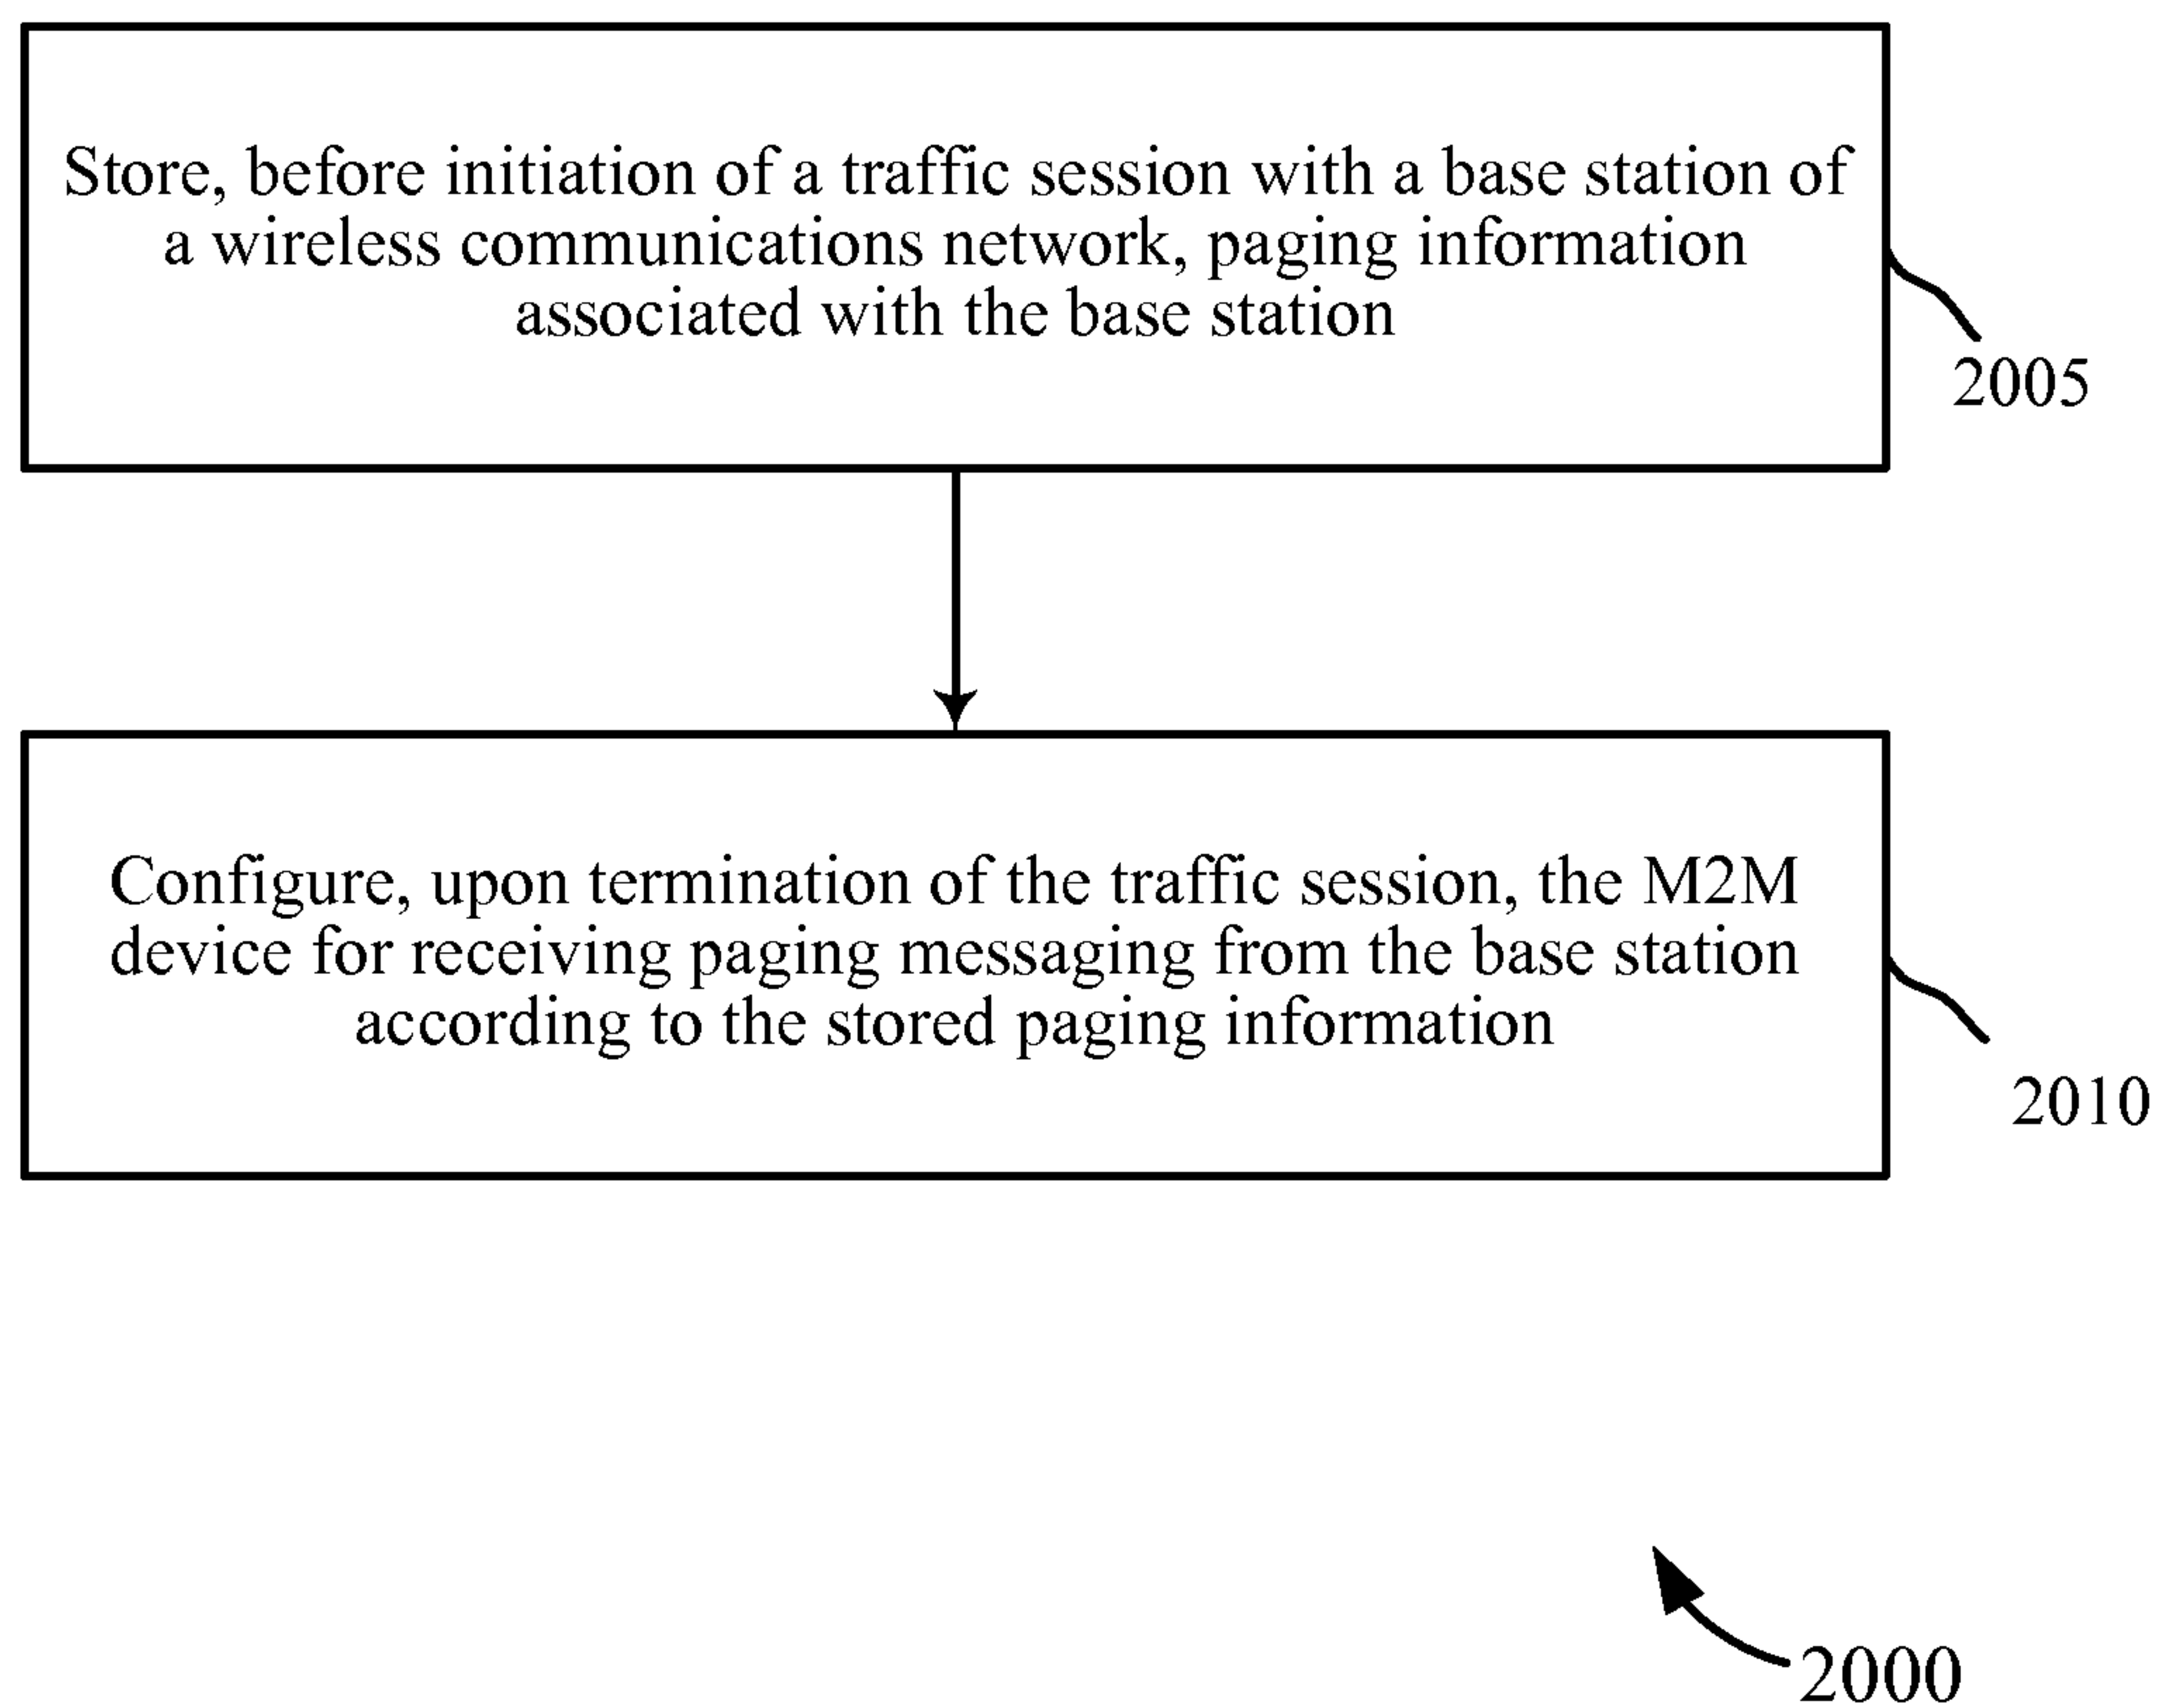 Store, before initiation of a traffic session with a base station of
a wireless communications network, paging information
associated with the base station
2005
Configure, upon termination of the traffic session, the M2M
device for receiving paging messaging from the base station
according to the stored paging information
2010
2000